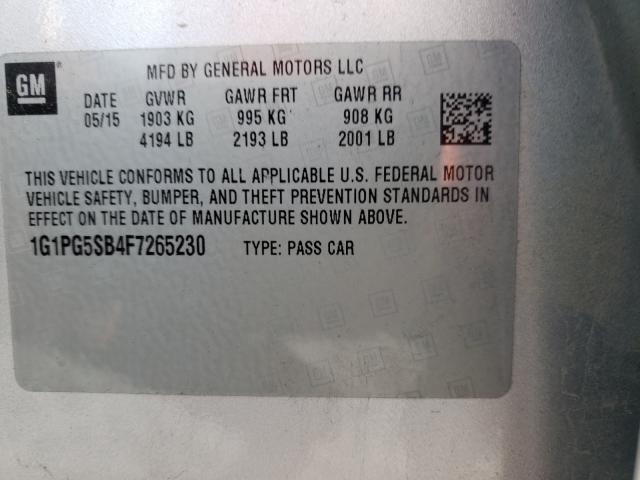 GM ®
MFD BY GENERAL MOTORS LLC
DATE GVWR GAWR FRT GAWR RR
05/15 1903 KG 995 KG 908 KG
4194 LB 2193 LB 2001 LB
THIS VEHICLE CONFORMS TO ALL APPLICABLE U.S. FEDERAL MOTOR
VEHICLE SAFETY, BUMPER, AND THEFT PREVENTION STANDARDS IN
EFFECT ON THE DATE OF MANUFACTURE SHOWN ABOVE.
1G1PG5SB4F7265230 TYPE: PASS CAR